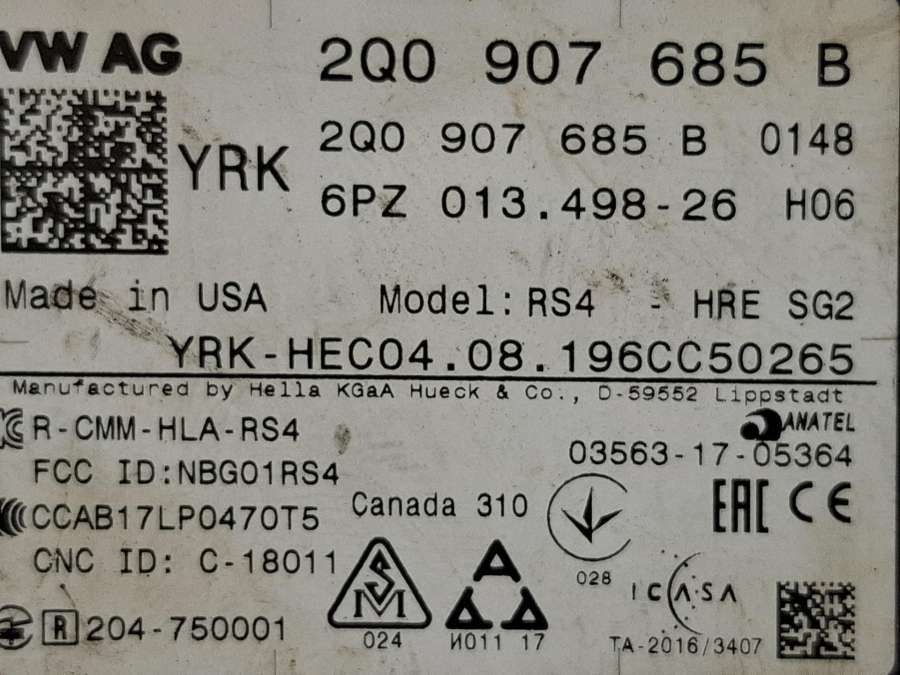 VW AG
2Q0 907 685 B
YRK
2Q0 907 685 B 0148
6PZ 013.498-26 H06
Made in USA Model: RS4 - HRE SG2
YRK-HEC04.08.196CC50265
Manufactured by Hella KGaA Hueck & Co., D-59552 Lippstadt
R-CMM-HLA-RS4
ANATEL
03563-17-05364
FCC ID:NBG01RS4
CCAB17LP0470T5
Canada 310
EAC CE
CNC ID: C-18011
028
ICASA
SM
024
И011 17
R 204-750001
TA-2016/3407